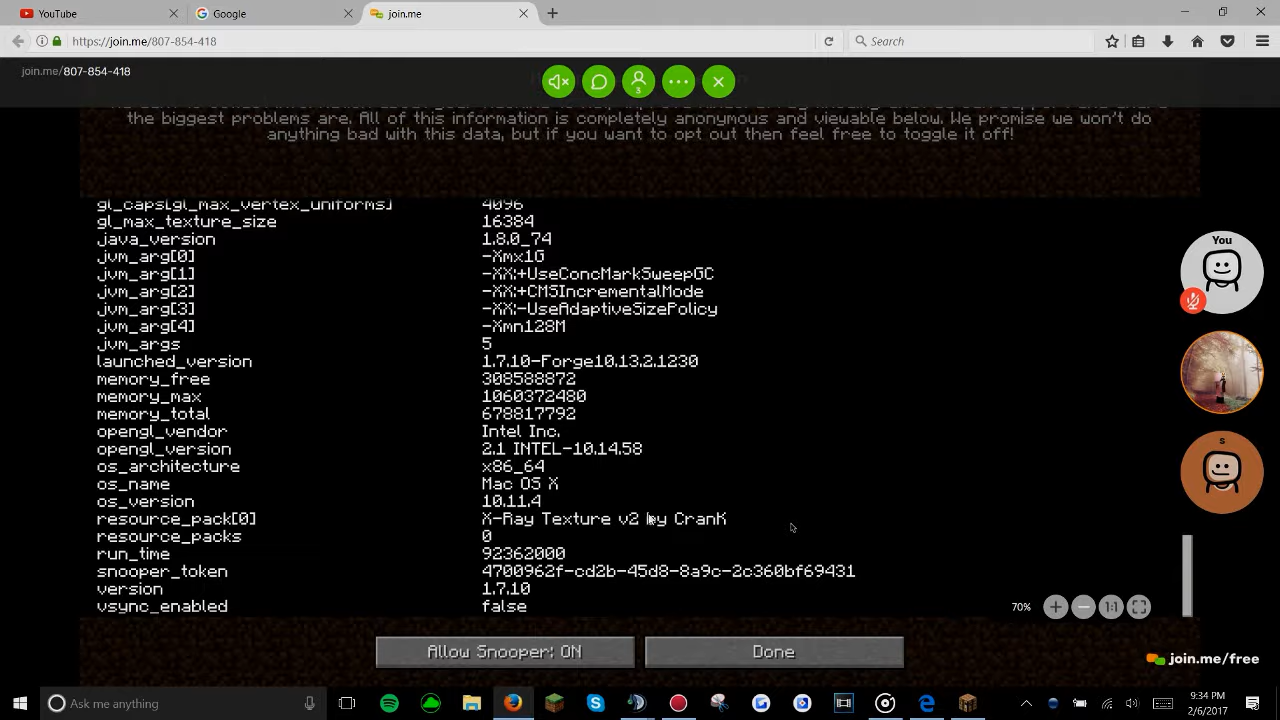 YouTube
Google
join.me
https://join.me/807-854-418
Search
join.me/807-854-418
3
the biggest problems are. All of this information is completely anonymous and viewable below. We promise we won't do
anything bad with this data, but if you want to opt out then feel free to toggle it off!
gl_caps[gl_max_vertex_uniforms] 4096
gl_max_texture_size 16384
java_version 1.8.0_74
jvm_arg[0] -Xmx1G
jvm_arg[1] -XX:+UseConcMarkSweepGC
jvm_arg[2] -XX:+CMSIncrementalMode
jvm_arg[3] -XX:-UseAdaptiveSizePolicy
jvm_arg[4] -Xmn128M
jvm_args 5
launched_version 1.7.10-Forge10.13.2.1230
memory_free 308588872
memory_max 1060372480
memory_total 678817792
opengl_vendor Intel Inc.
opengl_version 2.1 INTEL-10.14.58
os_architecture x86_64
os_name Mac OS X
os_version 10.11.4
resource_pack[0] X-Ray Texture v2 by CranK
resource_packs 0
run_time 92362000
snooper_token 4700962f-cd2b-45d8-8a9c-2c360bf69431
version 1.7.10
vsync_enabled false
You
s
70%
1:1
Allow Snooper: ON
Done
join.me/free
Ask me anything
9:34 PM
2/6/2017